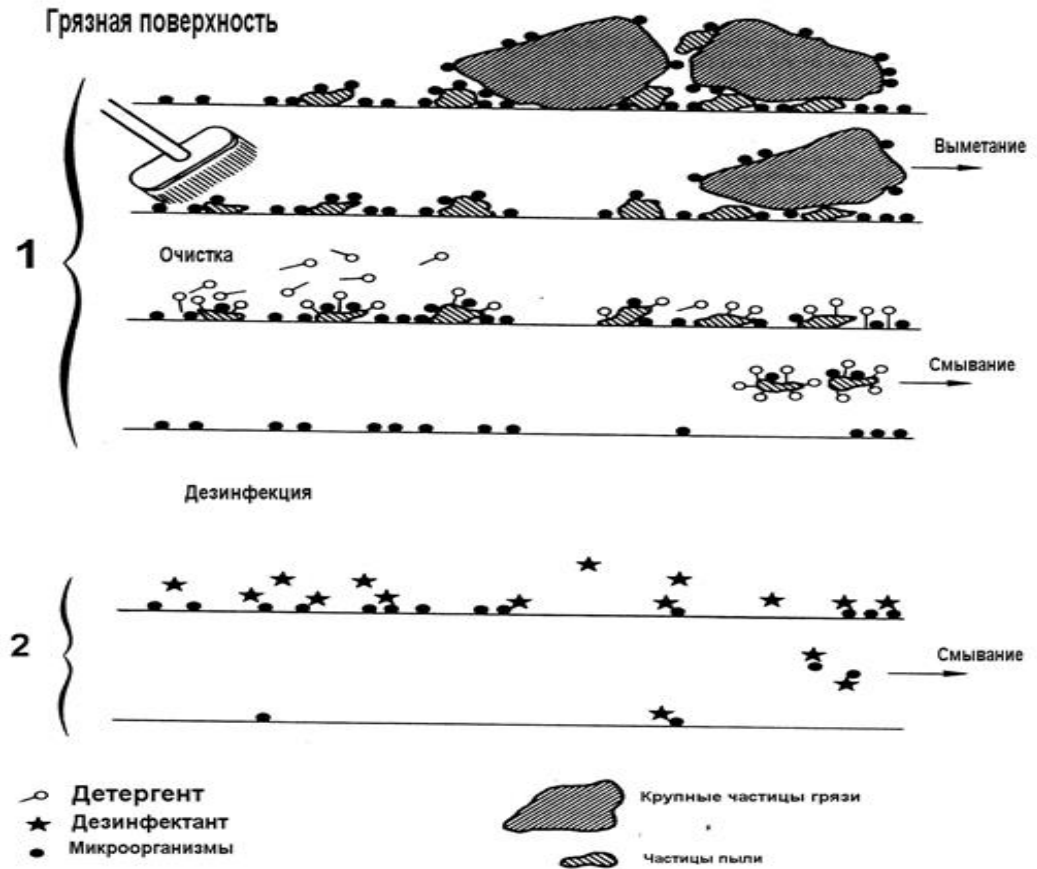 Грязная поверхность
Выметание
1
Очистка
Смывание
Дезинфекция
2
Смывание
Детергент
Дезинфектант
Микроорганизмы
Крупные частицы грязи
Частицы пыли